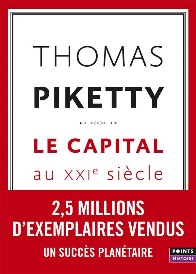 THOMAS
PIKETTY
LE CAPITAL
au XXIe siècle
2,5 MILLIONS
D'EXEMPLAIRES VENDUS
UN SUCCÈS PLANÉTAIRE
POINTS
Histoire